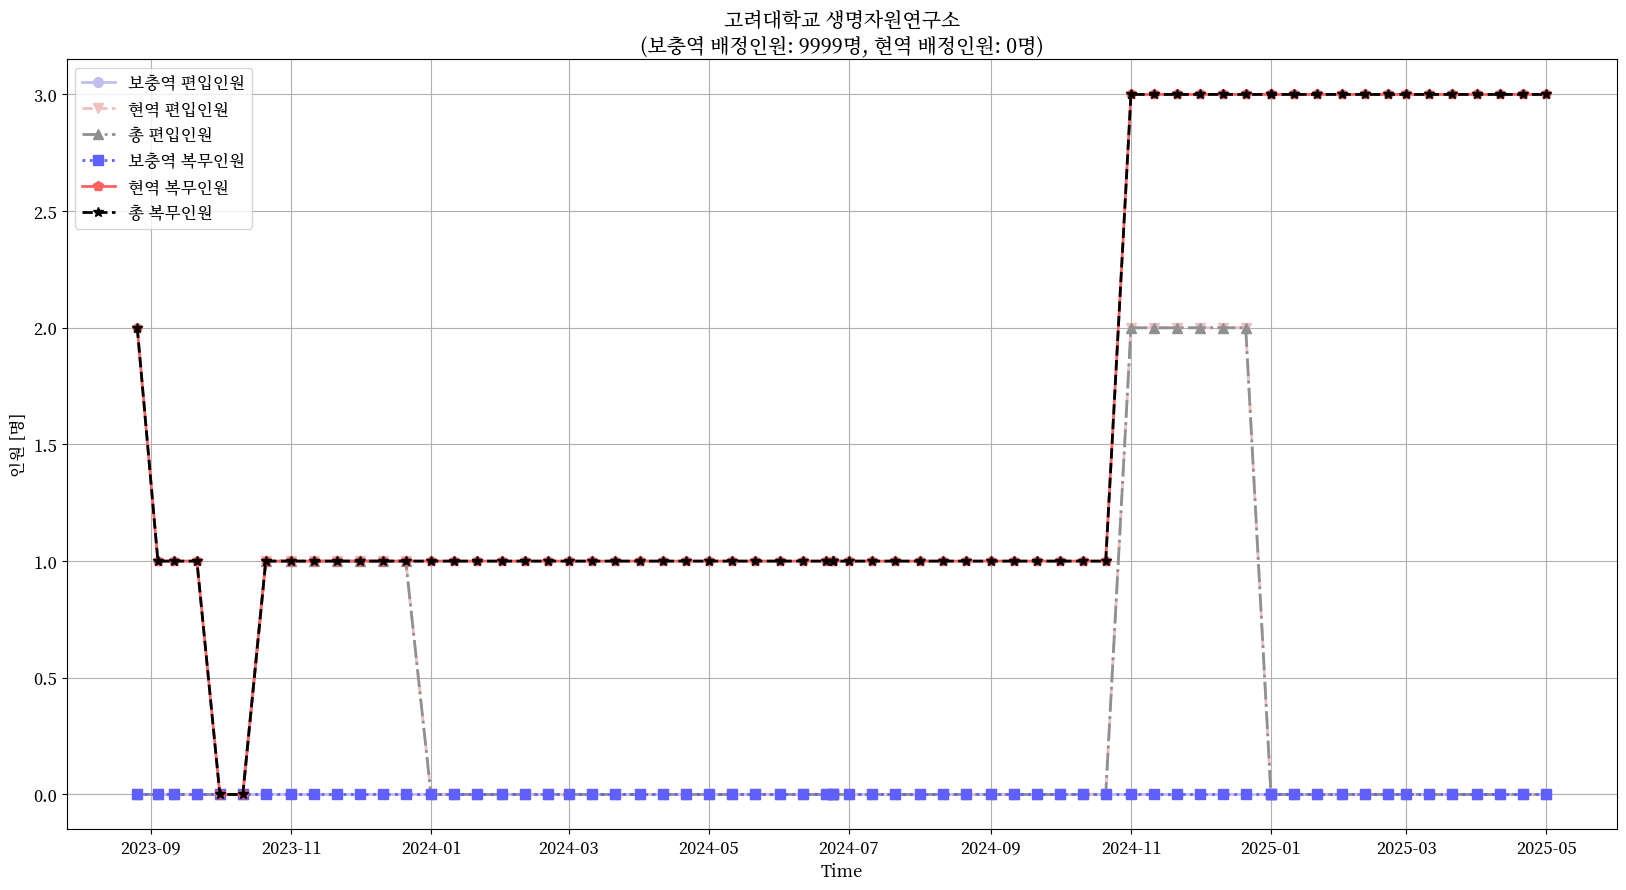 고려대학교 생명자원연구소
(보충역 배정인원: 9999명, 현역 배정인원: 0명)
보충역 편입인원
현역 편입인원
총 편입인원
보충역 복무인원
현역 복무인원
총 복무인원
3.0
2.5
2.0
1.5
1.0
0.5
0.0
인원 [명]
2023-09
2023-11
2024-01
2024-03
2024-05
2024-07
2024-09
2024-11
2025-01
2025-03
2025-05
Time